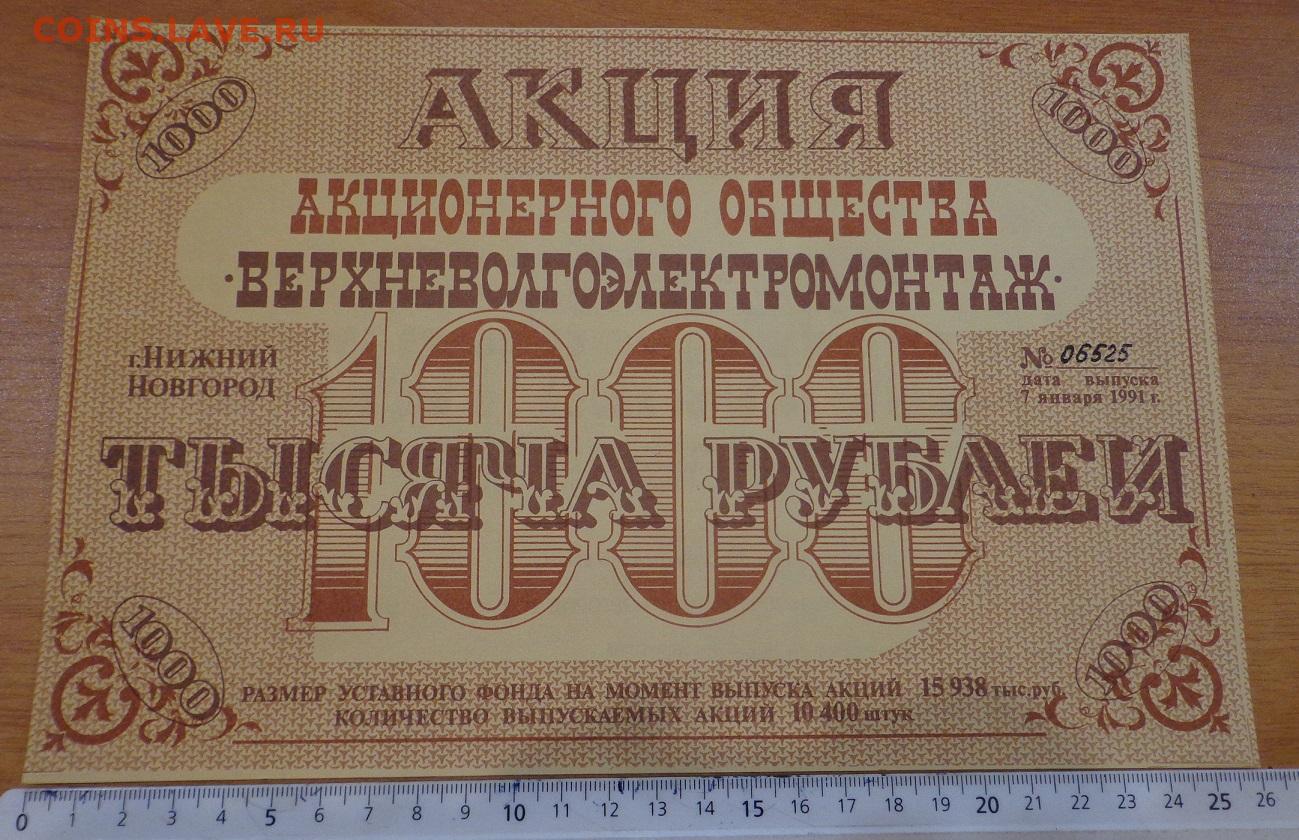 COINS.LAVE.RU
1000
1000
АКЦИЯ
АКЦИОНЕРНОГО ОБЩЕСТВА
·ВЕРХНЕВОЛГОЭЛЕКТРОМОНТАЖ·
1000
г.Нижний
Новгород
№ 06525
дата выпуска
7 января 1991 г.
ТЫСЯЧА РУБЛЕЙ
1000
1000
РАЗМЕР УСТАВНОГО ФОНДА НА МОМЕНТ ВЫПУСКА АКЦИЙ 15 938 тыс.руб.
КОЛИЧЕСТВО ВЫПУСКАЕМЫХ АКЦИЙ 10 400 штук
0 1 2 3 4 5 6 7 8 9 10 11 12 13 14 15 16 17 18 19 20 21 22 23 24 25 26